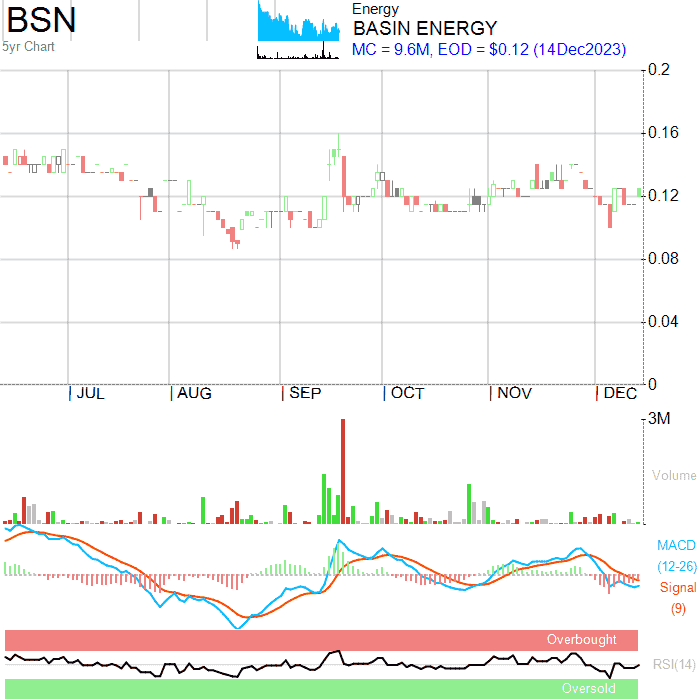 BSN
5yr Chart
Energy
BASIN ENERGY
MC = 9.6M, EOD = $0.12 (14Dec2023)
0.2
0.16
0.12
0.08
0.04
0
JUL AUG SEP OCT NOV DEC
3M
Volume
MACD
(12-26)
Signal
(9)
Overbought
RSI(14)
Oversold